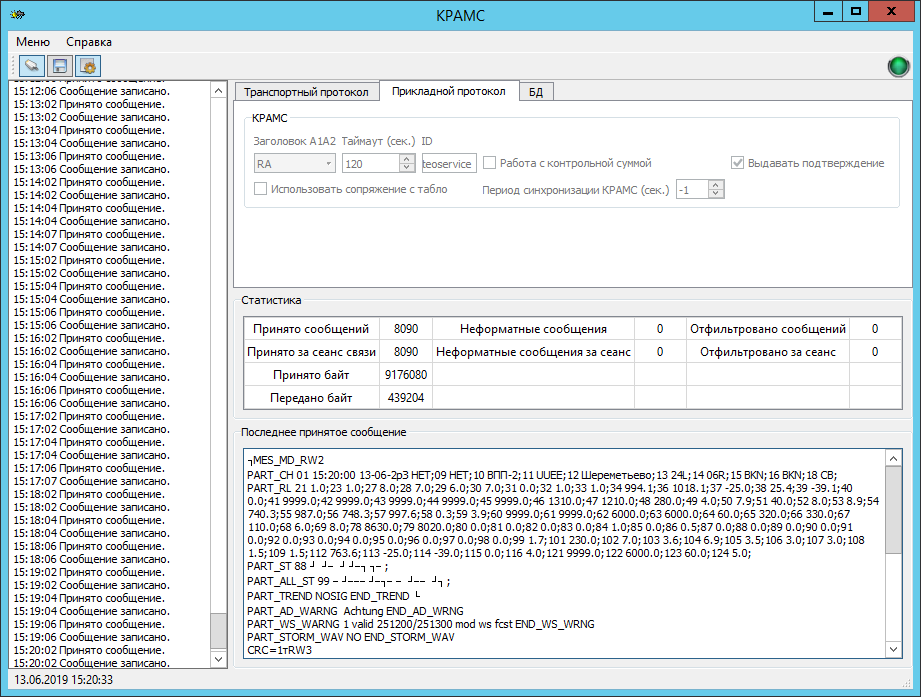 КРАМС
Меню Справка
15:12:06 Сообщение записано.
15:13:02 Принято сообщение.
15:13:02 Сообщение записано.
15:13:04 Принято сообщение.
15:13:04 Сообщение записано.
15:13:06 Принято сообщение.
15:13:06 Сообщение записано.
15:14:02 Принято сообщение.
15:14:02 Сообщение записано.
15:14:04 Принято сообщение.
15:14:04 Сообщение записано.
15:14:07 Принято сообщение.
15:14:07 Сообщение записано.
15:15:02 Принято сообщение.
15:15:02 Сообщение записано.
15:15:04 Принято сообщение.
15:15:04 Сообщение записано.
15:15:06 Принято сообщение.
15:15:06 Сообщение записано.
15:16:02 Принято сообщение.
15:16:02 Сообщение записано.
15:16:04 Принято сообщение.
15:16:04 Сообщение записано.
15:16:06 Принято сообщение.
15:16:06 Сообщение записано.
15:17:02 Принято сообщение.
15:17:02 Сообщение записано.
15:17:04 Принято сообщение.
15:17:04 Сообщение записано.
15:17:06 Принято сообщение.
15:17:07 Сообщение записано.
15:18:02 Принято сообщение.
15:18:02 Сообщение записано.
15:18:04 Принято сообщение.
15:18:04 Сообщение записано.
15:18:06 Принято сообщение.
15:18:06 Сообщение записано.
15:19:02 Принято сообщение.
15:19:02 Сообщение записано.
15:19:04 Принято сообщение.
15:19:04 Сообщение записано.
15:19:06 Принято сообщение.
15:19:06 Сообщение записано.
15:20:02 Принято сообщение.
15:20:02 Сообщение записано.
Транспортный протокол Прикладной протокол БД
КРАМС
Заголовок А1А2 Таймаут (сек.) ID
RA 120 teoservice Работа с контрольной суммой Выдавать подтверждение
Использовать сопряжение с табло Период синхронизации КРАМС (сек.) -1
Статистика
Принято сообщений 8090 Неформатные сообщения 0 Отфильтровано сообщений 0
Принято за сеанс связи 8090 Неформатные сообщения за сеанс 0 Отфильтровано за сеанс 0
Принято байт 9176080
Передано байт 439204
Последнее принятое сообщение
┐MES_MD_RW2
PART_CH 01 15:20:00 13-06-2р3 НЕТ;09 НЕТ;10 ВПП-2;11 UUEE;12 Шереметьево;13 24L;14 06R;15 BKN;16 BKN;18 CB;
PART_RL 21 1.0;23 1.0;27 8.0;28 7.0;29 6.0;30 7.0;31 0.0;32 1.0;33 1.0;34 994.1;36 1018.1;37 -25.0;38 25.4;39 -39.1;40
0.0;41 9999.0;42 9999.0;43 9999.0;44 9999.0;45 9999.0;46 1310.0;47 1210.0;48 280.0;49 4.0;50 7.9;51 40.0;52 8.0;53 8.9;54
740.3;55 987.0;56 748.3;57 997.6;58 0.3;59 3.9;60 9999.0;61 9999.0;62 6000.0;63 6000.0;64 60.0;65 320.0;66 330.0;67
110.0;68 6.0;69 8.0;78 8630.0;79 8020.0;80 0.0;81 0.0;82 0.0;83 0.0;84 1.0;85 0.0;86 0.5;87 0.0;88 0.0;89 0.0;90 0.0;91
0.0;92 0.0;93 0.0;94 0.0;95 0.0;96 0.0;97 0.0;98 0.0;99 1.7;101 230.0;102 7.0;103 3.6;104 6.9;105 3.5;106 3.0;107 3.0;108
1.5;109 1.5;112 763.6;113 -25.0;114 -39.0;115 0.0;116 4.0;121 9999.0;122 6000.0;123 60.0;124 5.0;
PART_ST 88 ┘ ┘- ┘┘-┐ ┐- ;
PART_ALL_ST 99 - ┘--- ┘-┐- - ┘-- ┘┐;
PART_TREND NOSIG END_TREND └
PART_AD_WARNG Achtung END_AD_WRNG
PART_WS_WARNG 1 valid 251200/251300 mod ws fcst END_WS_WRNG
PART_STORM_WAV NO END_STORM_WAV
CRC=1тRW3
13.06.2019 15:20:33